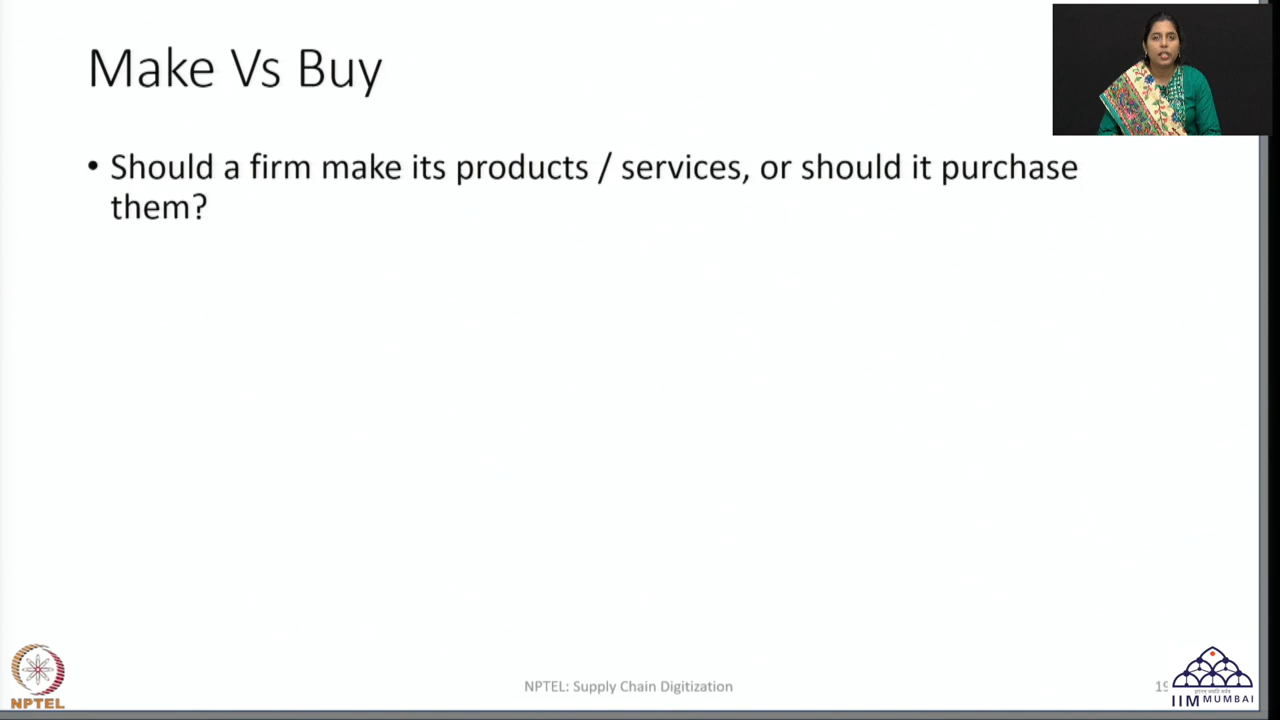 Make Vs Buy
• Should a firm make its products / services, or should it purchase
them?
NPTEL
NPTEL: Supply Chain Digitization
IIM MUMBAI